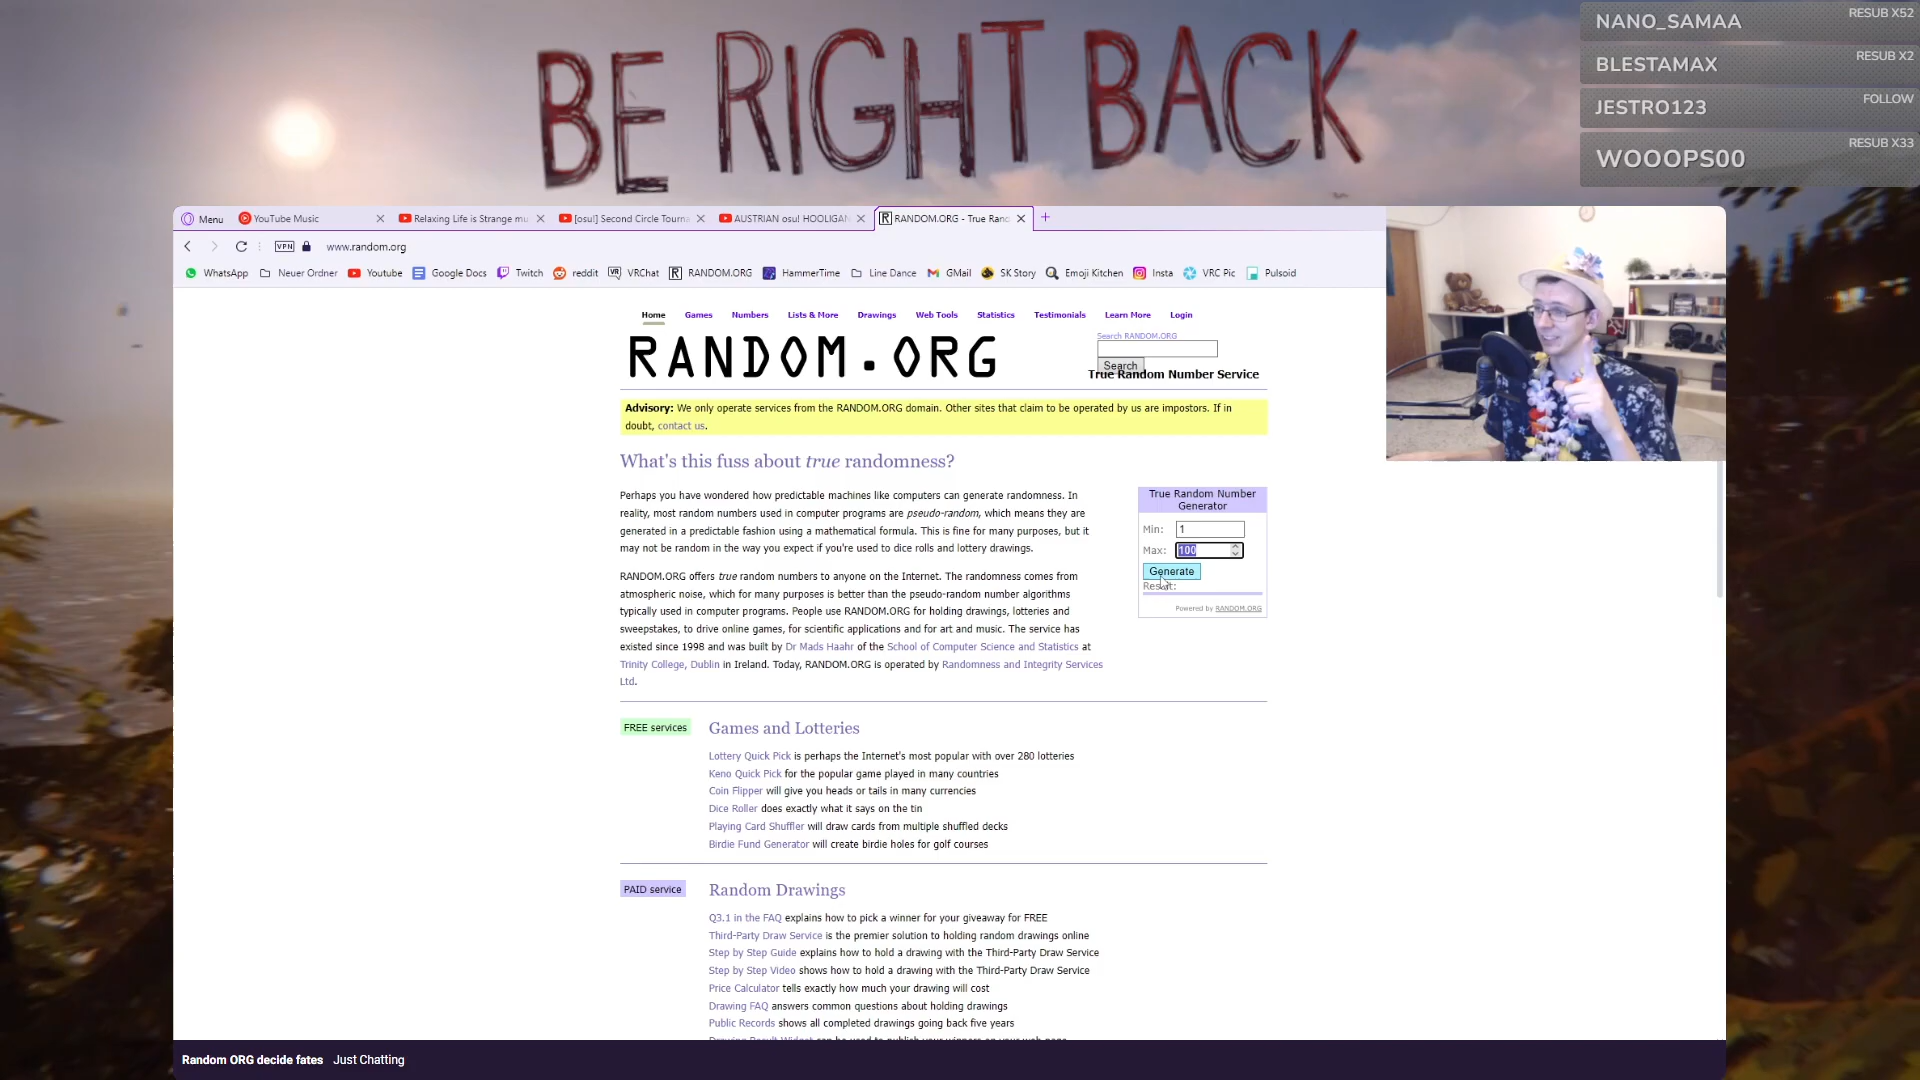 BE RIGHT BACK
NANO_SAMAA RESUB X52
BLESTAMAX RESUB X2
JESTRO123 FOLLOW
WOOOPS00 RESUB X33
Menu YouTube Music Relaxing Life is Strange mu [osu!] Second Circle Tourna AUSTRIAN osu! HOOLIGAN RANDOM.ORG - True Rand
VPN www.random.org
WhatsApp Neuer Ordner Youtube Google Docs Twitch reddit VRChat RANDOM.ORG HammerTime Line Dance GMail SK Story Emoji Kitchen Insta VRC Pic Pulsoid
Home Games Numbers Lists & More Drawings Web Tools Statistics Testimonials Learn More Login
RANDOM.ORG
Search RANDOM.ORG
Search
True Random Number Service
Advisory: We only operate services from the RANDOM.ORG domain. Other sites that claim to be operated by us are impostors. If in
doubt, contact us.
What's this fuss about true randomness?
Perhaps you have wondered how predictable machines like computers can generate randomness. In
reality, most random numbers used in computer programs are pseudo-random, which means they are
generated in a predictable fashion using a mathematical formula. This is fine for many purposes, but it
may not be random in the way you expect if you're used to dice rolls and lottery drawings.
RANDOM.ORG offers true random numbers to anyone on the Internet. The randomness comes from
atmospheric noise, which for many purposes is better than the pseudo-random number algorithms
typically used in computer programs. People use RANDOM.ORG for holding drawings, lotteries and
sweepstakes, to drive online games, for scientific applications and for art and music. The service has
existed since 1998 and was built by Dr Mads Haahr of the School of Computer Science and Statistics at
Trinity College, Dublin in Ireland. Today, RANDOM.ORG is operated by Randomness and Integrity Services
Ltd.
True Random Number
Generator
Min: 1
Max: 100
Generate
Result:
Powered by RANDOM.ORG
FREE services
Games and Lotteries
Lottery Quick Pick is perhaps the Internet's most popular with over 280 lotteries
Keno Quick Pick for the popular game played in many countries
Coin Flipper will give you heads or tails in many currencies
Dice Roller does exactly what it says on the tin
Playing Card Shuffler will draw cards from multiple shuffled decks
Birdie Fund Generator will create birdie holes for golf courses
PAID service
Random Drawings
Q3.1 in the FAQ explains how to pick a winner for your giveaway for FREE
Third-Party Draw Service is the premier solution to holding random drawings online
Step by Step Guide explains how to hold a drawing with the Third-Party Draw Service
Step by Step Video shows how to hold a drawing with the Third-Party Draw Service
Price Calculator tells exactly how much your drawing will cost
Drawing FAQ answers common questions about holding drawings
Public Records shows all completed drawings going back five years
Random ORG decide fates Just Chatting